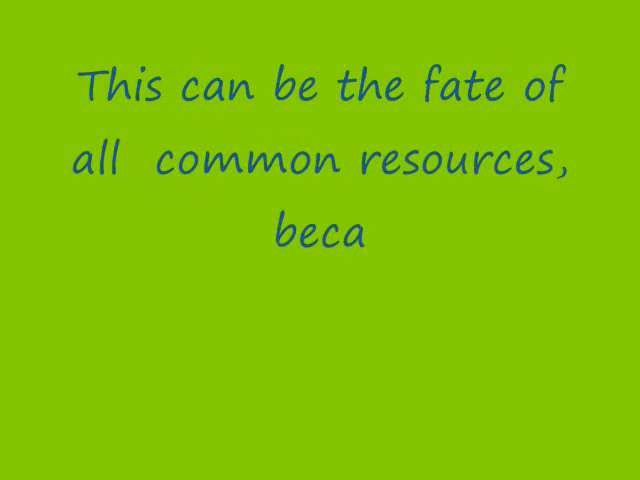 This can be the fate of
all  common resources,
beca